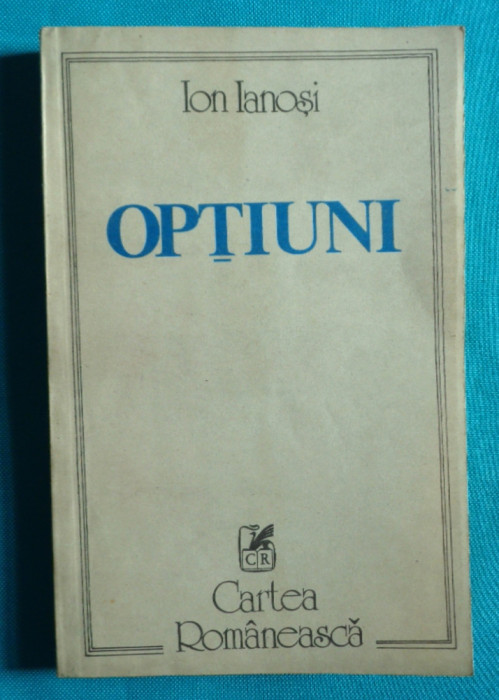 Ion Ianoși
OPȚIUNI
CR
Cartea
Românească